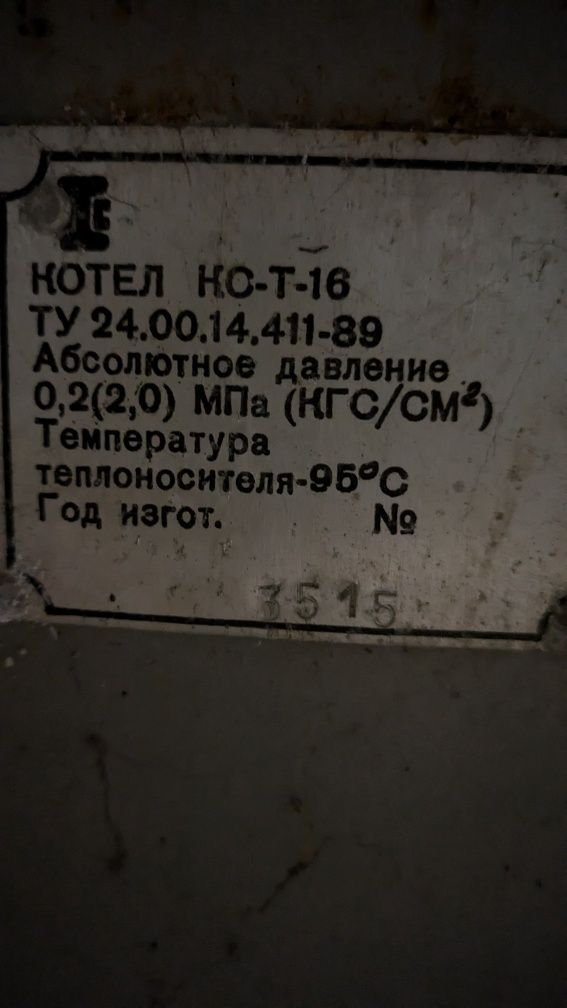 КОТЕЛ КС-Т-16
ТУ 24.00.14.411-89
Абсолютное давление
0,2(2,0) МПа (КГС/СМ²)
Температура
теплоносителя-95°С
Год изгот. №
3515